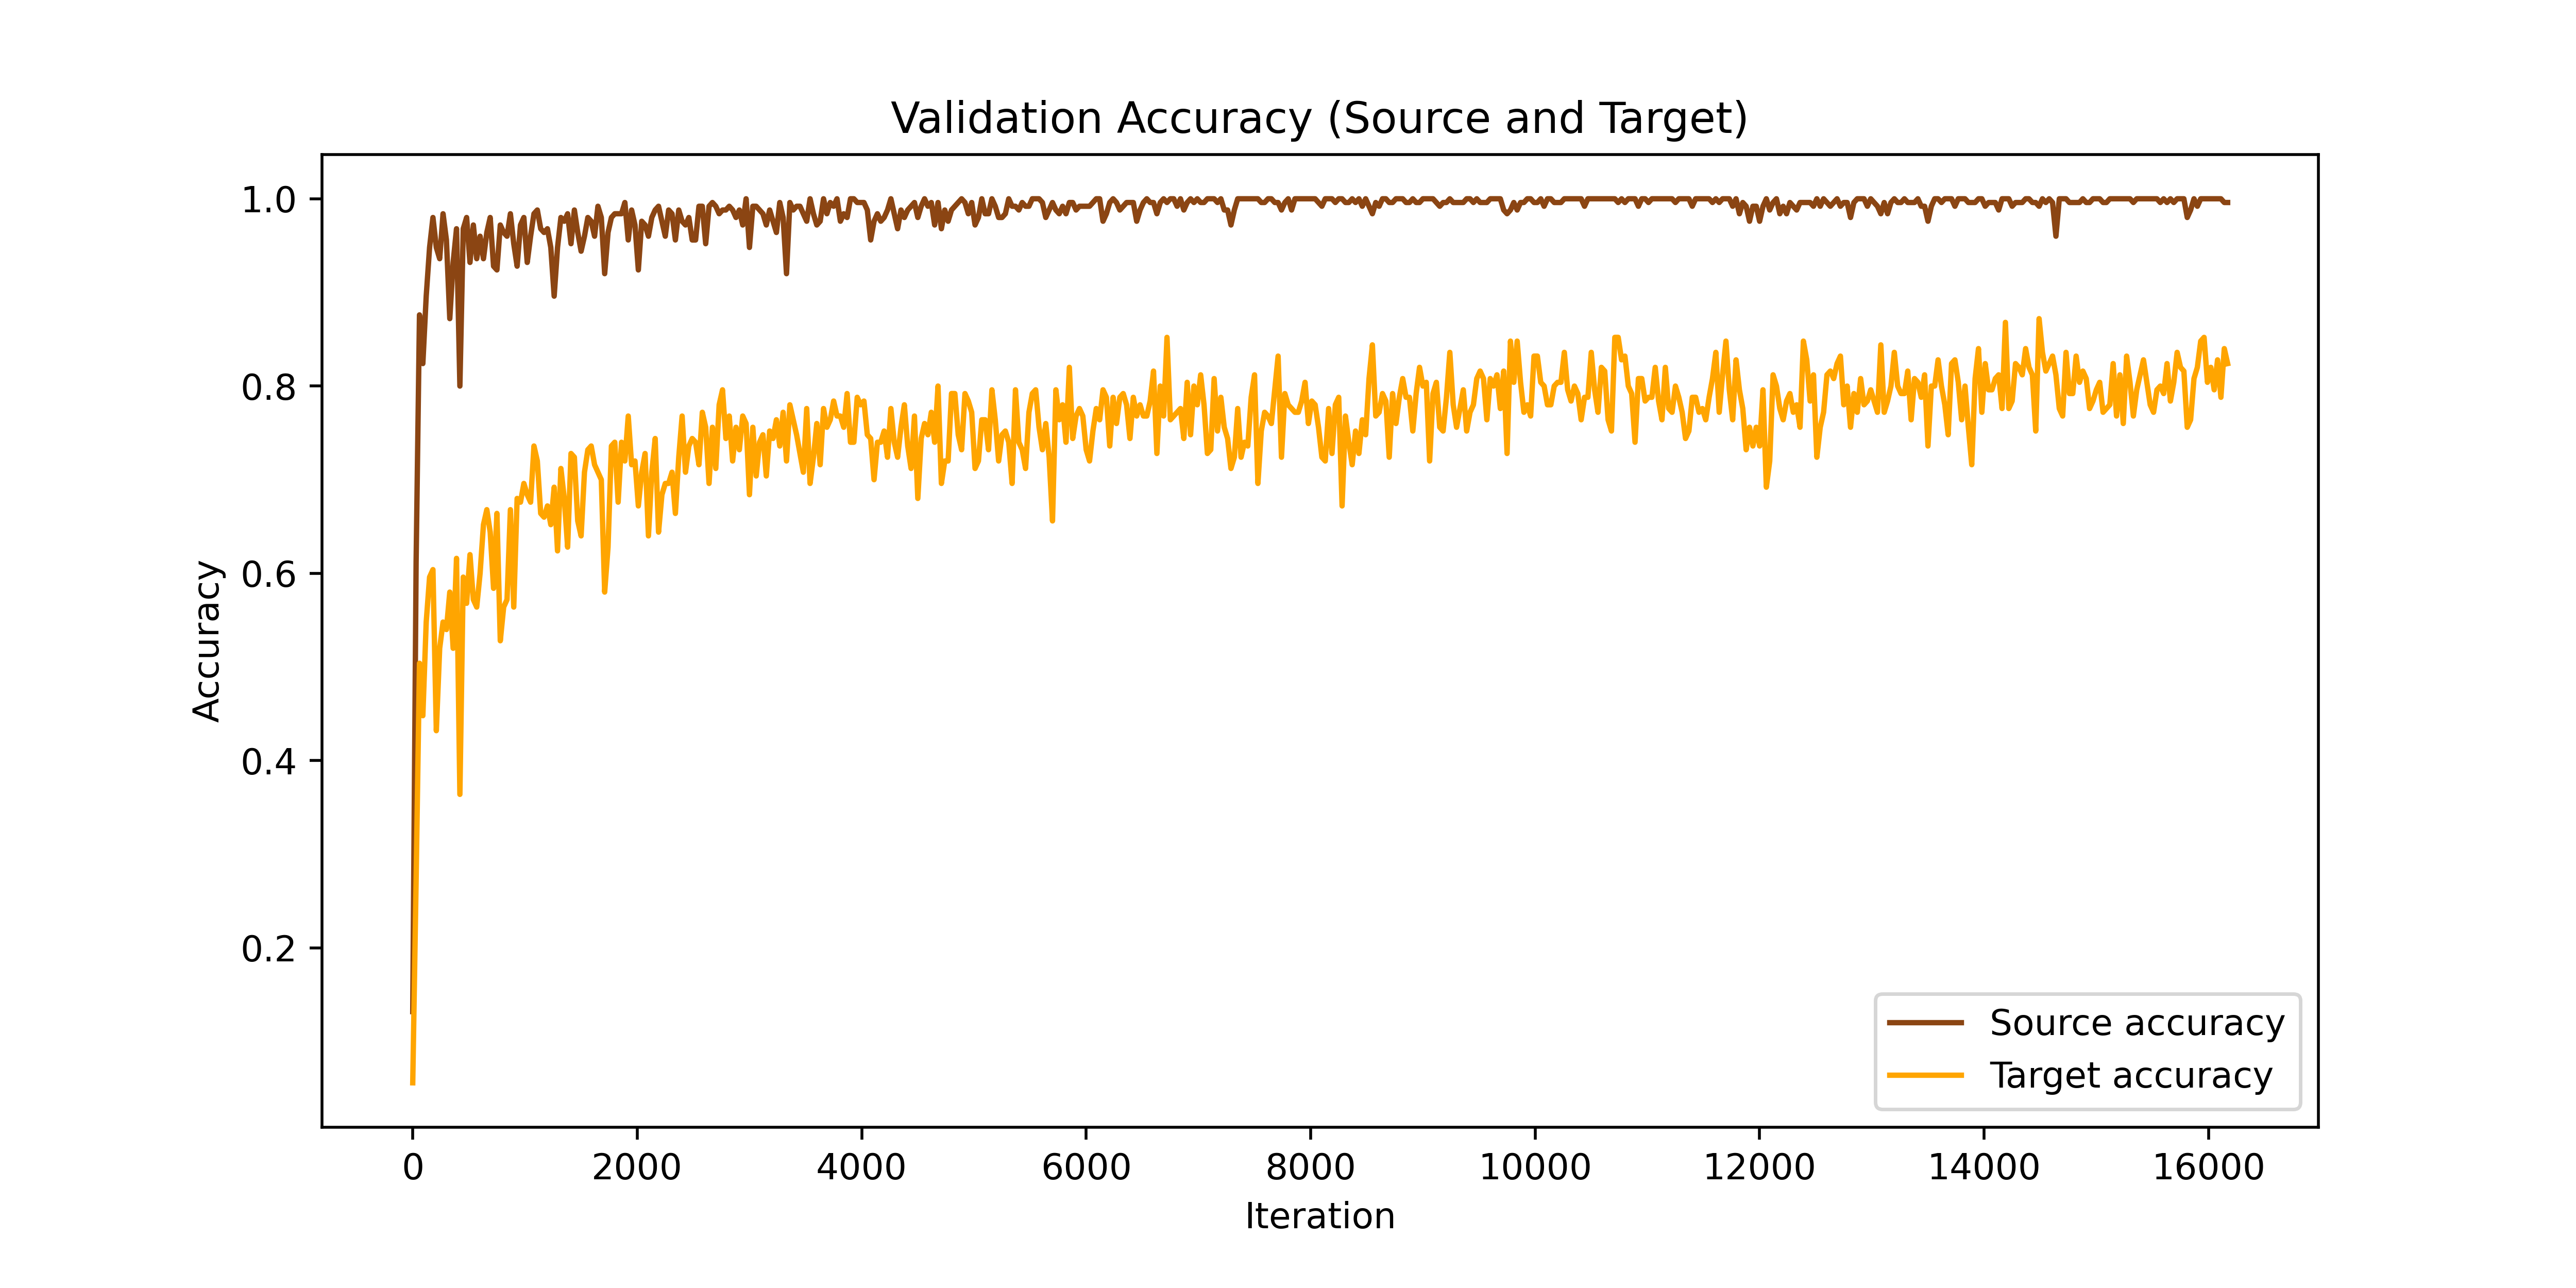 Validation Accuracy (Source and Target)
1.0
0.8
0.6
0.4
0.2
Accuracy
0 2000 4000 6000 8000 10000 12000 14000 16000
Iteration
Source accuracy
Target accuracy